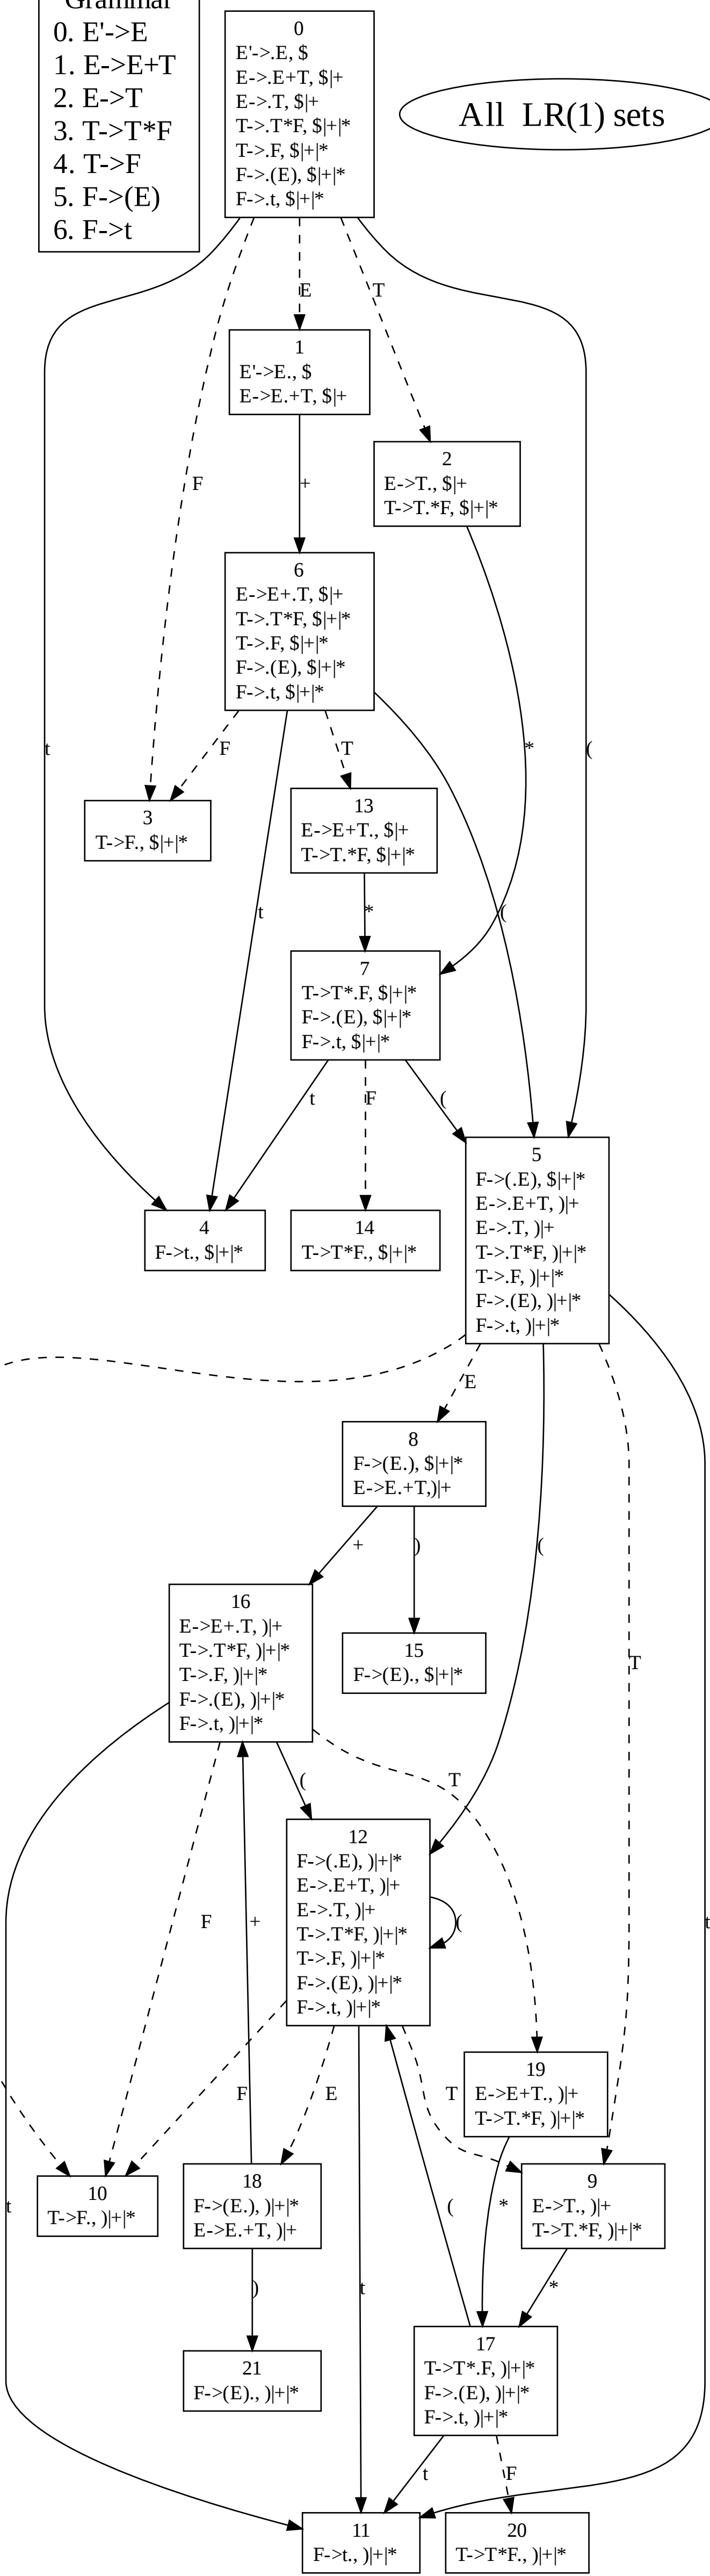 Grammar
0. E'->E
1. E->E+T
2. E->T
3. T->T*F
4. T->F
5. F->(E)
6. F->t
0
E'->.E, $
E->.E+T, $|+
E->.T, $|+
T->.T*F, $|+|*
T->.F, $|+|*
F->.(E), $|+|*
F->.t, $|+|*
All LR(1) sets
E
T
1
E'->E., $
E->E.+T, $|+
2
E->T., $|+
T->T.*F, $|+|*
F
+
6
E->E+.T, $|+
T->.T*F, $|+|*
T->.F, $|+|*
F->.(E), $|+|*
F->.t, $|+|*
t
F
T
*
(
3
T->F., $|+|*
13
E->E+T., $|+
T->T.*F, $|+|*
t
*
(
7
T->T*.F, $|+|*
F->.(E), $|+|*
F->.t, $|+|*
t
F
(
5
F->(.E), $|+|*
E->.E+T, )|+
E->.T, )|+
T->.T*F, )|+|*
T->.F, )|+|*
F->.(E), )|+|*
F->.t, )|+|*
4
F->t., $|+|*
14
T->T*F., $|+|*
E
8
F->(E.), $|+|*
E->E.+T,)|+
+
)
(
16
E->E+.T, )|+
T->.T*F, )|+|*
T->.F, )|+|*
F->.(E), )|+|*
F->.t, )|+|*
15
F->(E)., $|+|*
T
(
T
12
F->(.E), )|+|*
E->.E+T, )|+
E->.T, )|+
T->.T*F, )|+|*
T->.F, )|+|*
F->.(E), )|+|*
F->.t, )|+|*
F
+
(
t
19
E->E+T., )|+
T->T.*F, )|+|*
F
E
T
10
T->F., )|+|*
18
F->(E.), )|+|*
E->E.+T, )|+
9
E->T., )|+
T->T.*F, )|+|*
t
(
*
)
t
*
21
F->(E)., )|+|*
17
T->T*.F, )|+|*
F->.(E), )|+|*
F->.t, )|+|*
t
F
11
F->t., )|+|*
20
T->T*F., )|+|*